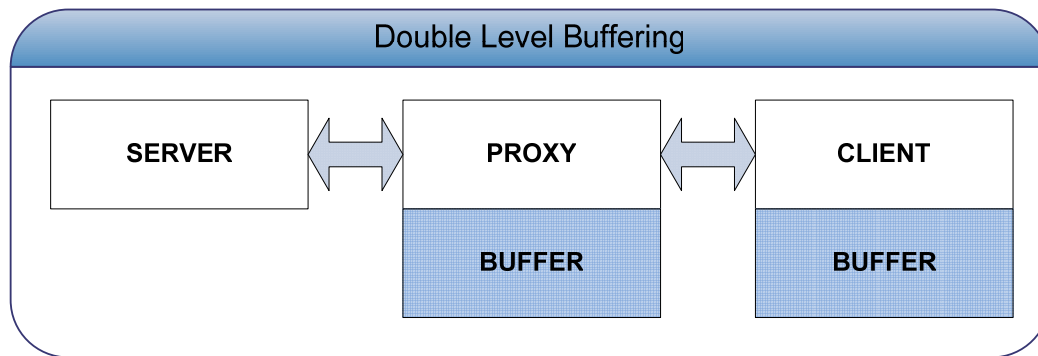 Double Level Buffering
SERVER
PROXY
CLIENT
BUFFER
BUFFER